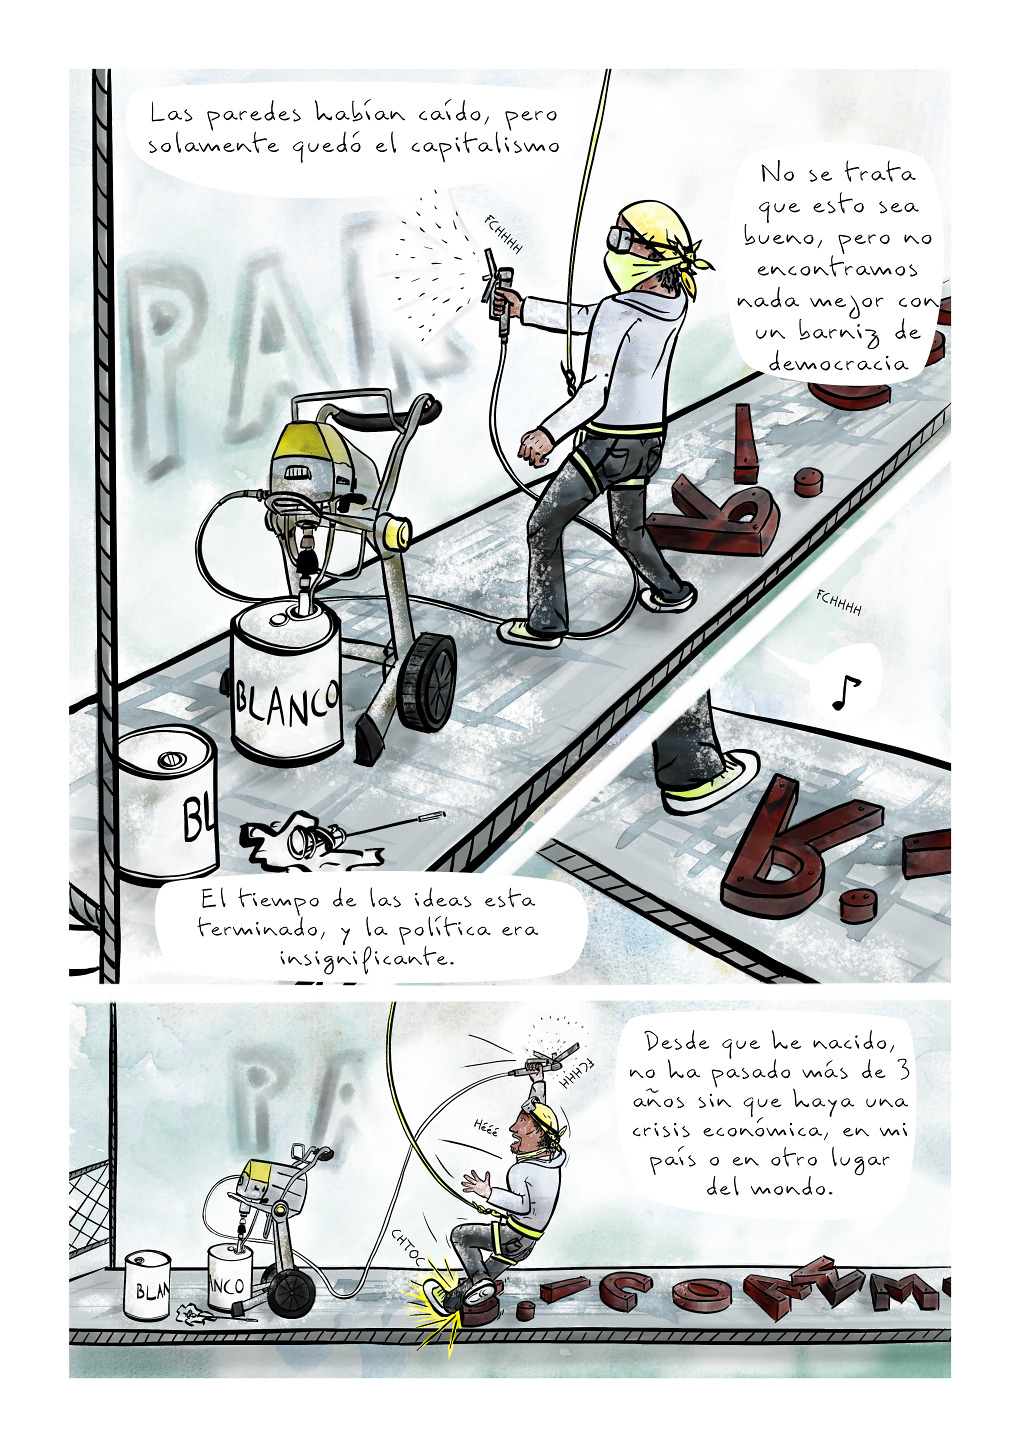 Las paredes habían caído, pero
solamente quedó el capitalismo
No se trata
que esto sea
bueno, pero no
encontramos
nada mejor con
un barniz de
democracia
FCHHHH
PAR
BLANCO
BL
FCHHHH
El tiempo de las ideas esta
terminado, y la política era
insignificante.
Desde que he nacido,
no ha pasado más de 3
años sin que haya una
crisis económica, en mi
país o en otro lugar
del mondo.
FCHHH
Hééé
PA
CHTOC
BLAN
ANCO